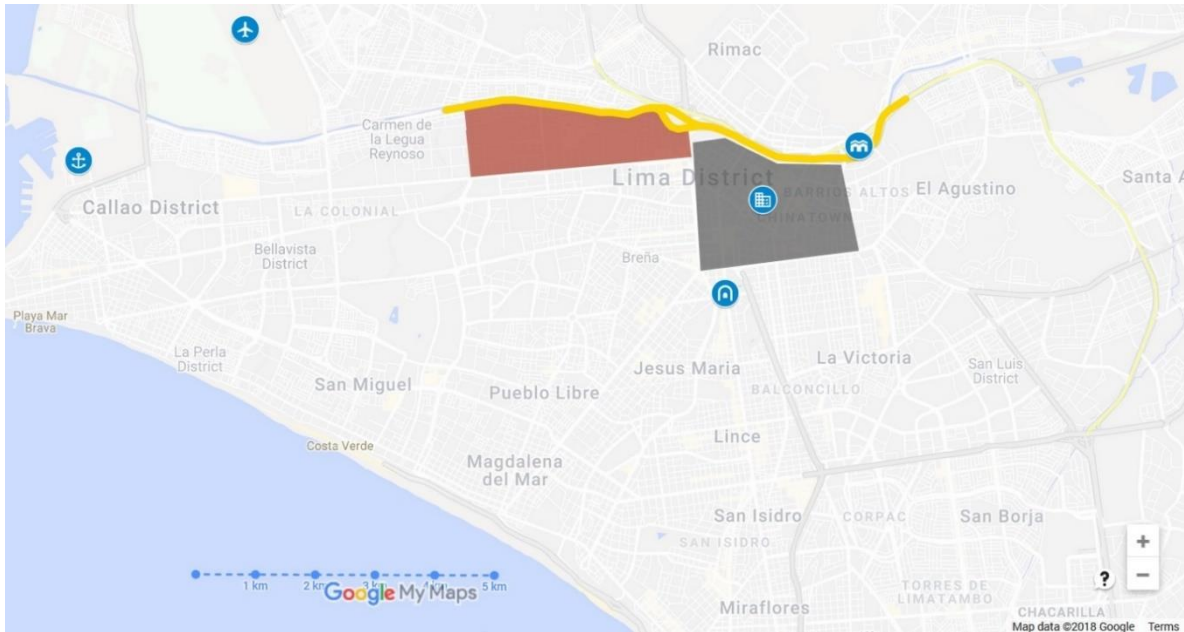 Rimac
Carmen de
la Legua
Reynoso
Lima District
BARRIOS ALTOS
El Agustino
Santa A
Callao District
LA COLONIAL
CHINATOWN
Bellavista
District
Breña
Playa Mar
Brava
La Perla
District
San Miguel
Pueblo Libre
Jesus Maria
La Victoria
San Luis
District
BALCONCILLO
Costa Verde
Lince
Magdalena
del Mar
San Isidro
CORPAC
San Borja
SAN ISIDRO
1 km
2 km
3 km
5 km
Google My Maps
+
?
−
TORRES DE
LIMATAMBO
Miraflores
CHACARILLA
Map data ©2018 Google Terms